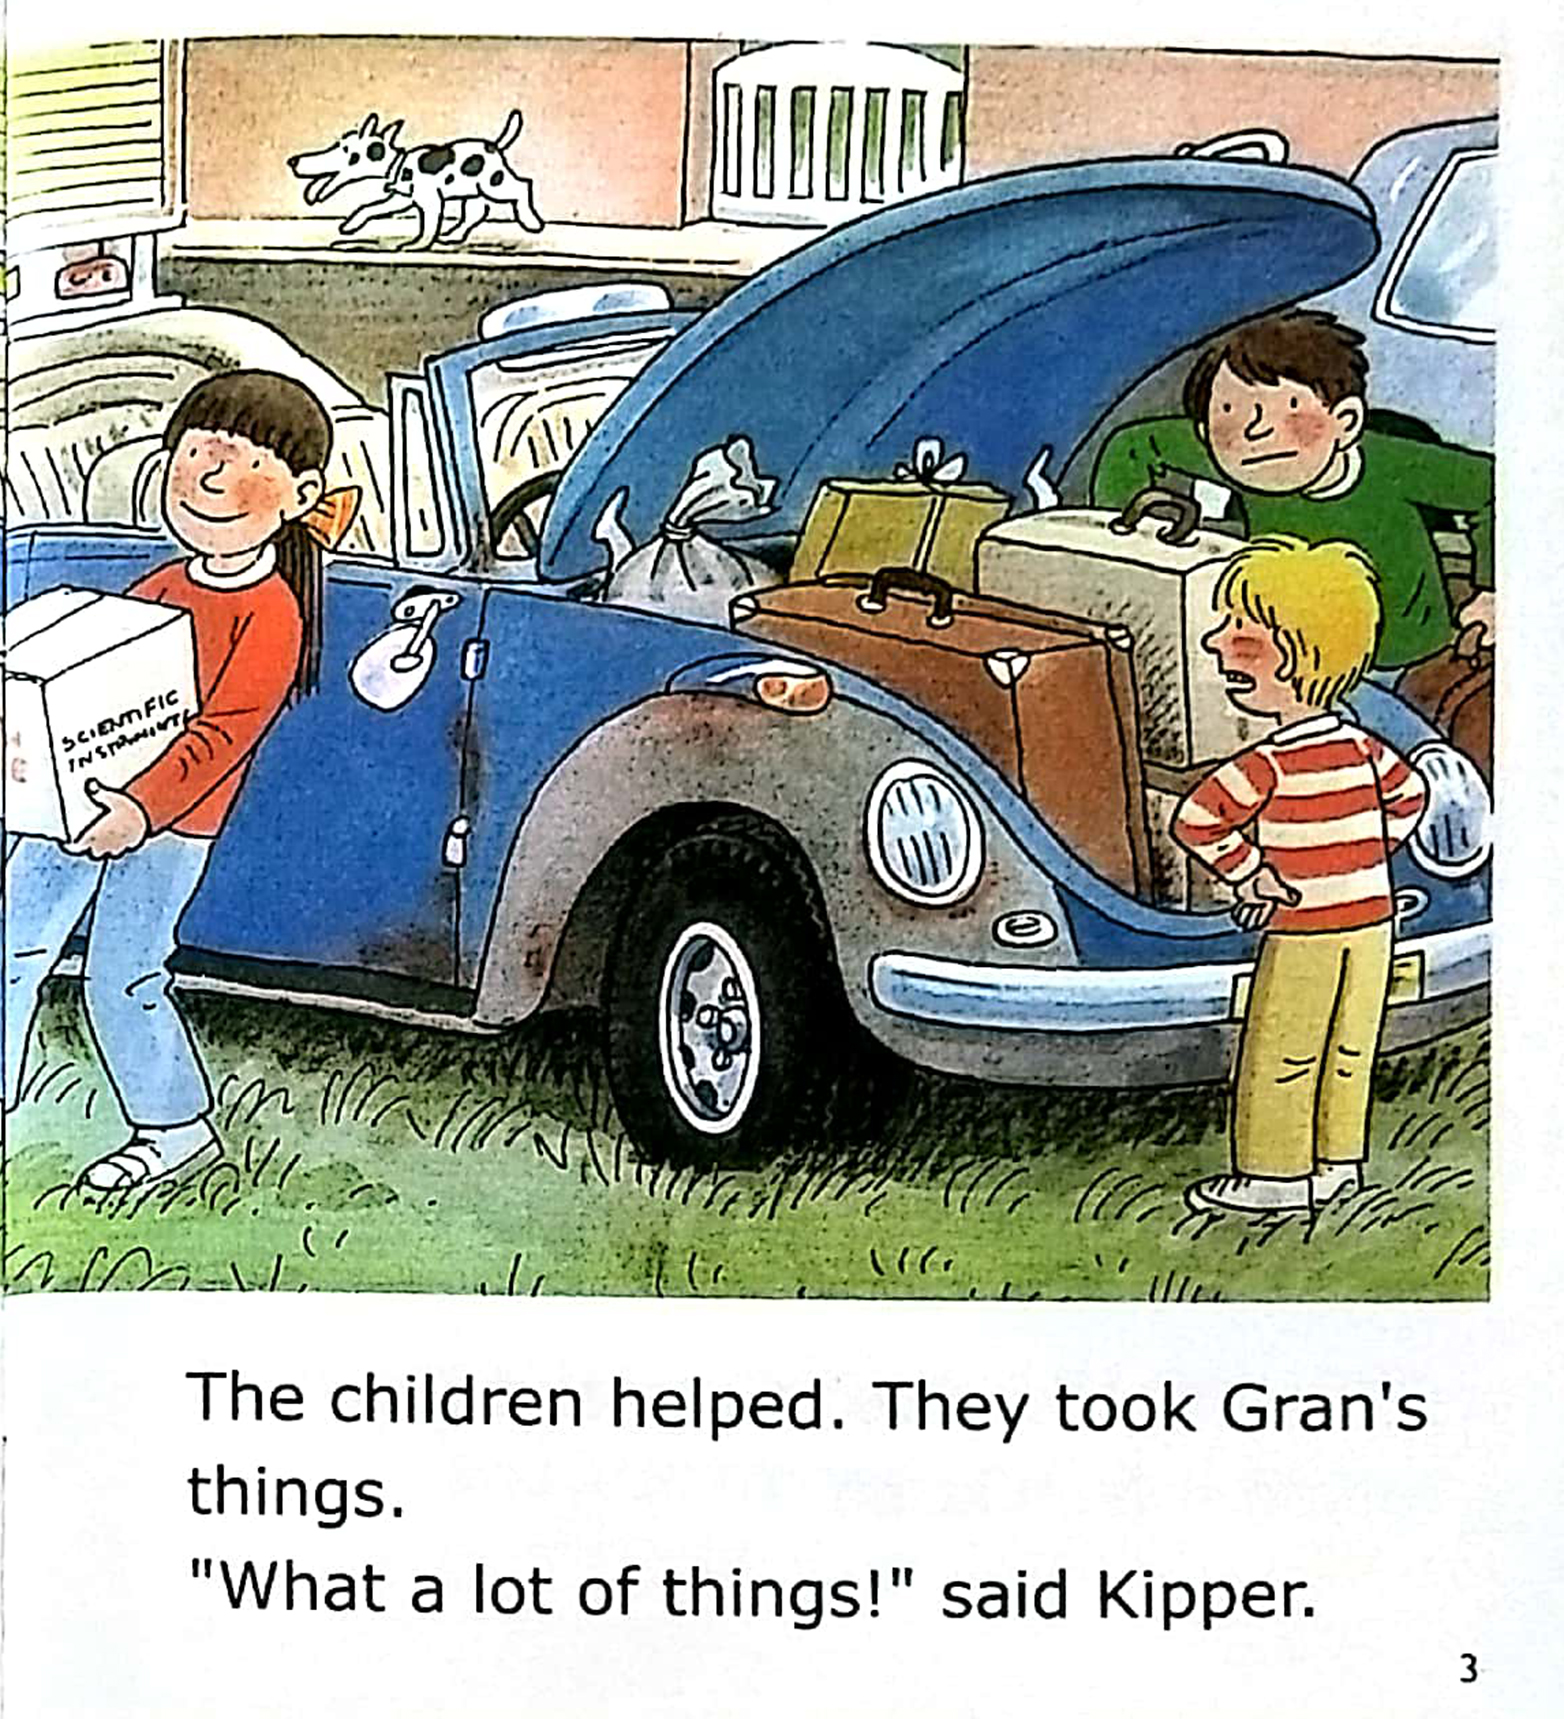 SCIENTIFIC
INSTRUMENTS
The children helped. They took Gran's
things.
"What a lot of things!" said Kipper.
3